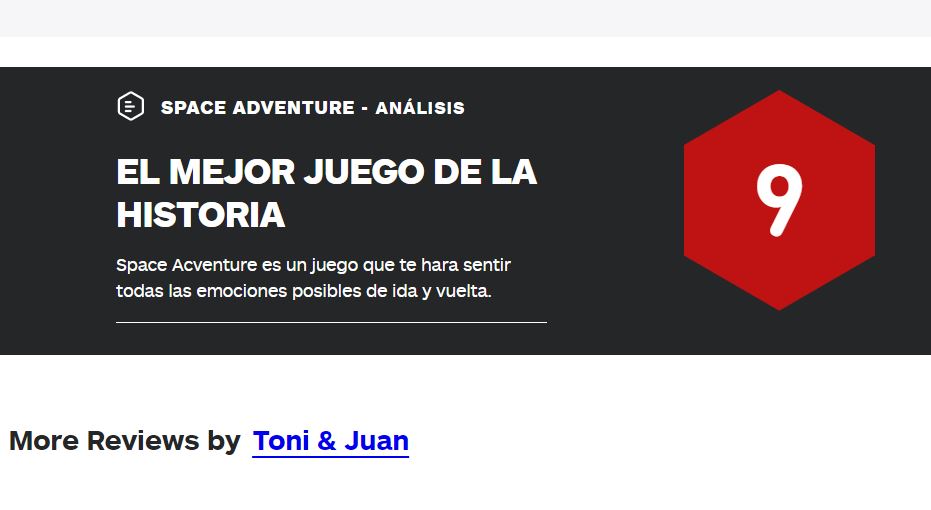 SPACE ADVENTURE - ANÁLISIS
EL MEJOR JUEGO DE LA
HISTORIA
9
Space Acventure es un juego que te hara sentir
todas las emociones posibles de ida y vuelta.
More Reviews by Toni & Juan